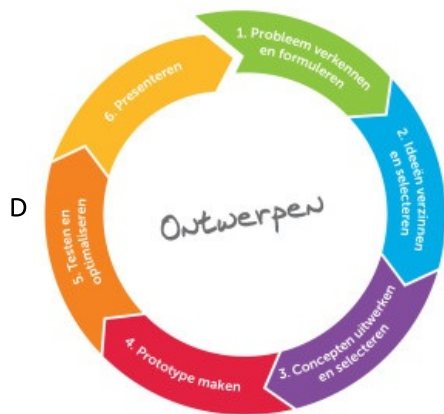 1. Probleem verkennen
en formuleren
2. Ideeën verzinnen
en selecteren
3. Concepten uitwerken
en selecteren
4. Prototype maken
5. Testen en
optimaliseren
6. Presenteren
D
Ontwerpen